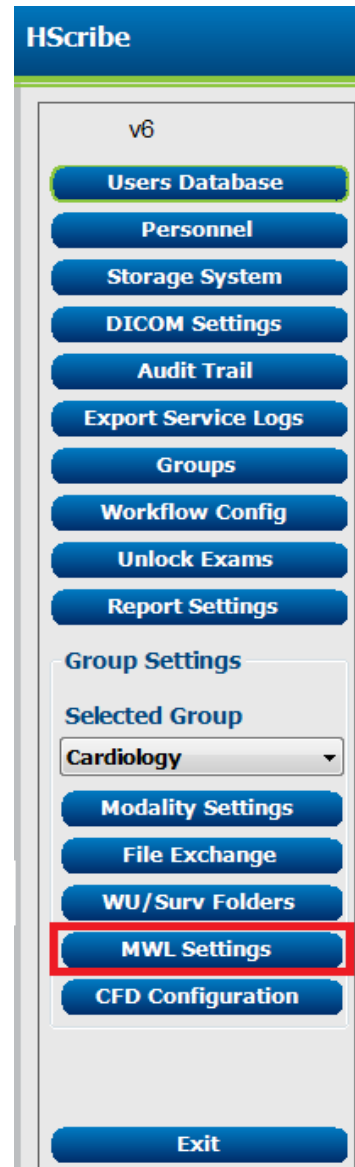 HScribe
v6
Users Database
Personnel
Storage System
DICOM Settings
Audit Trail
Export Service Logs
Groups
Workflow Config
Unlock Exams
Report Settings
Group Settings
Selected Group
Cardiology
Modality Settings
File Exchange
WU/Surv Folders
MWL Settings
CFD Configuration
Exit